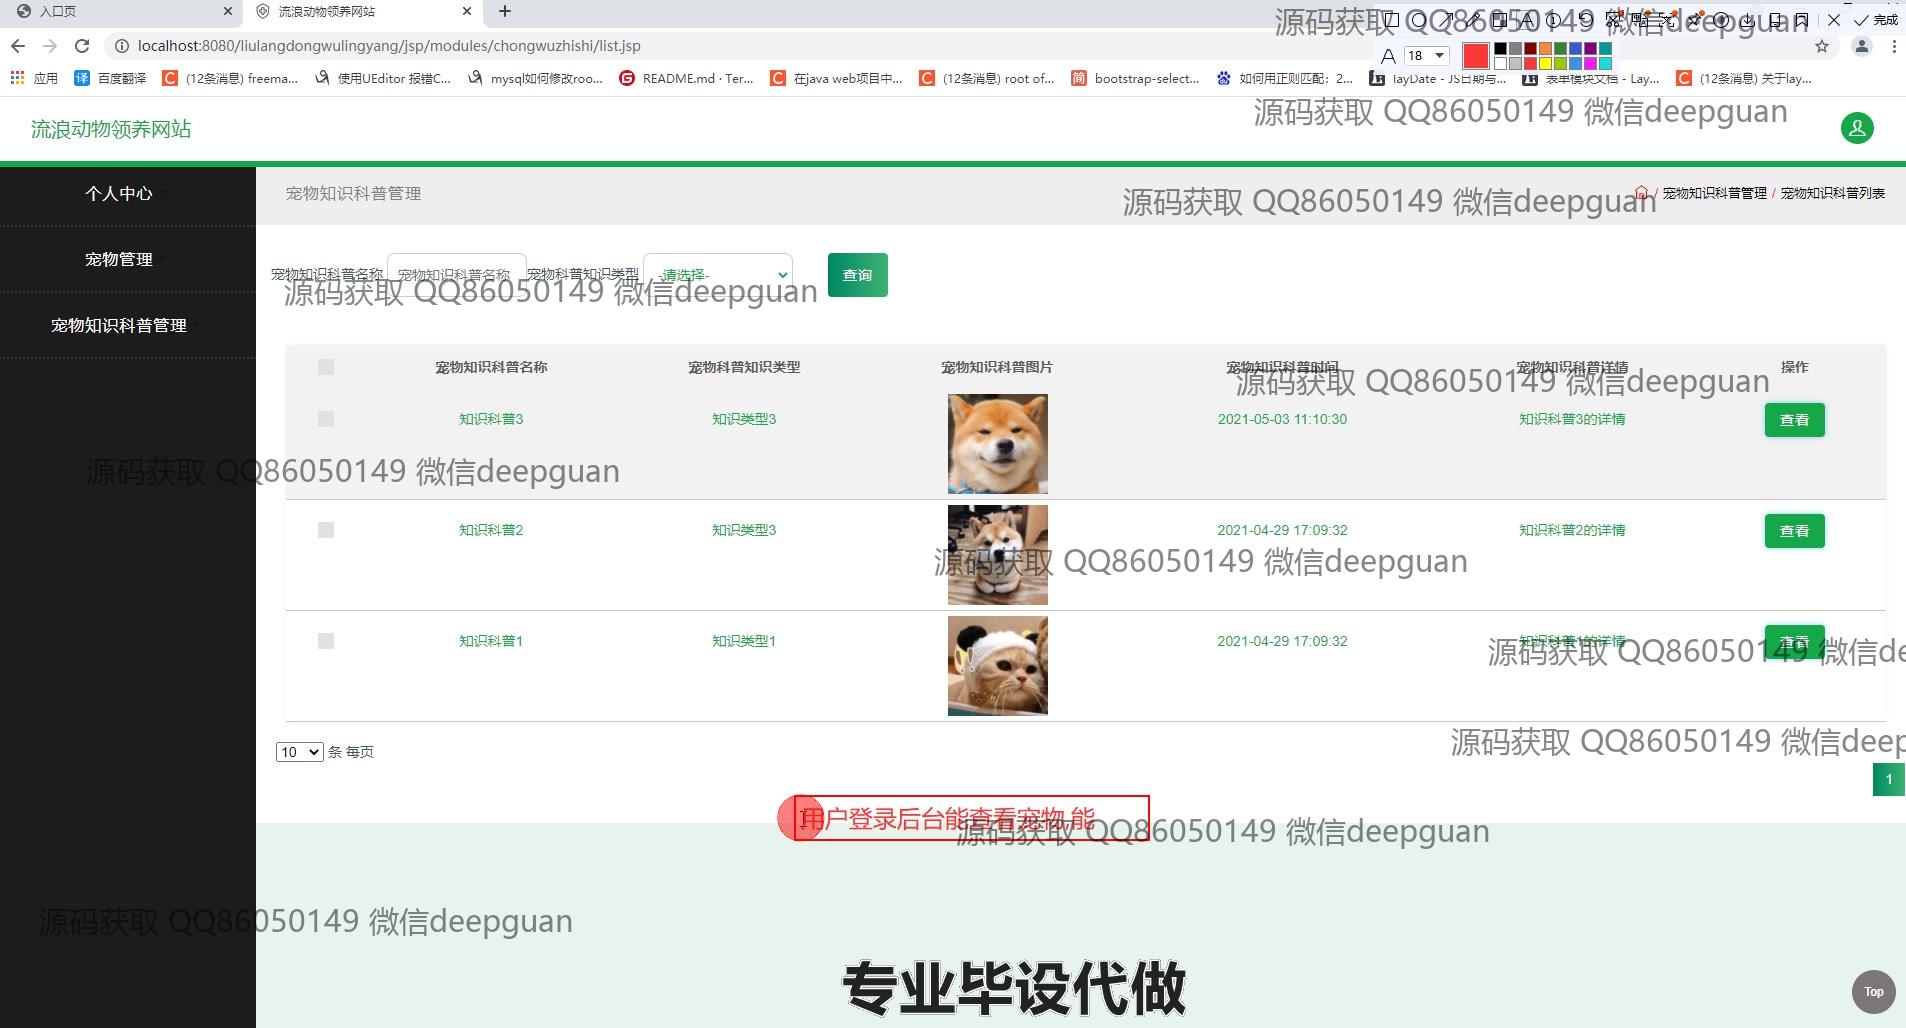 入口页
流浪动物领养网站
源码获取 QQ86050149 微信deepguan
完成
localhost:8080/liulangdongwulingyang/jsp/modules/chongwuzhishi/list.jsp
18
应用
百度翻译
(12条消息) freema...
使用UEditor 报错C...
mysql如何修改roo...
README.md · Ter...
在java web项目中...
(12条消息) root of...
bootstrap-select...
如何用正则匹配：2...
layDate - JS日期与...
表单模块文档 - Lay...
(12条消息) 关于lay...
源码获取 QQ86050149 微信deepguan
流浪动物领养网站
个人中心
宠物知识科普管理
源码获取 QQ86050149 微信deepguan
/ 宠物知识科普管理 / 宠物知识科普列表
宠物管理
宠物知识科普名称
宠物知识科普名称
宠物科普知识类型
-请选择-
查询
源码获取 QQ86050149 微信deepguan
宠物知识科普管理
宠物知识科普名称
宠物科普知识类型
宠物知识科普图片
宠物知识科普时间
宠物知识科普详情
操作
源码获取 QQ86050149 微信deepguan
知识科普3
知识类型3
2021-05-03 11:10:30
知识科普3的详情
查看
源码获取 QQ86050149 微信deepguan
知识科普2
知识类型3
2021-04-29 17:09:32
知识科普2的详情
查看
源码获取 QQ86050149 微信deepguan
知识科普1
知识类型1
2021-04-29 17:09:32
知识科普1的详情
查看
源码获取 QQ86050149 微信de
源码获取 QQ86050149 微信deep
10
条 每页
1
用户登录后台能查看宠物,能
源码获取 QQ86050149 微信deepguan
源码获取 QQ86050149 微信deepguan
专业毕设代做
Top